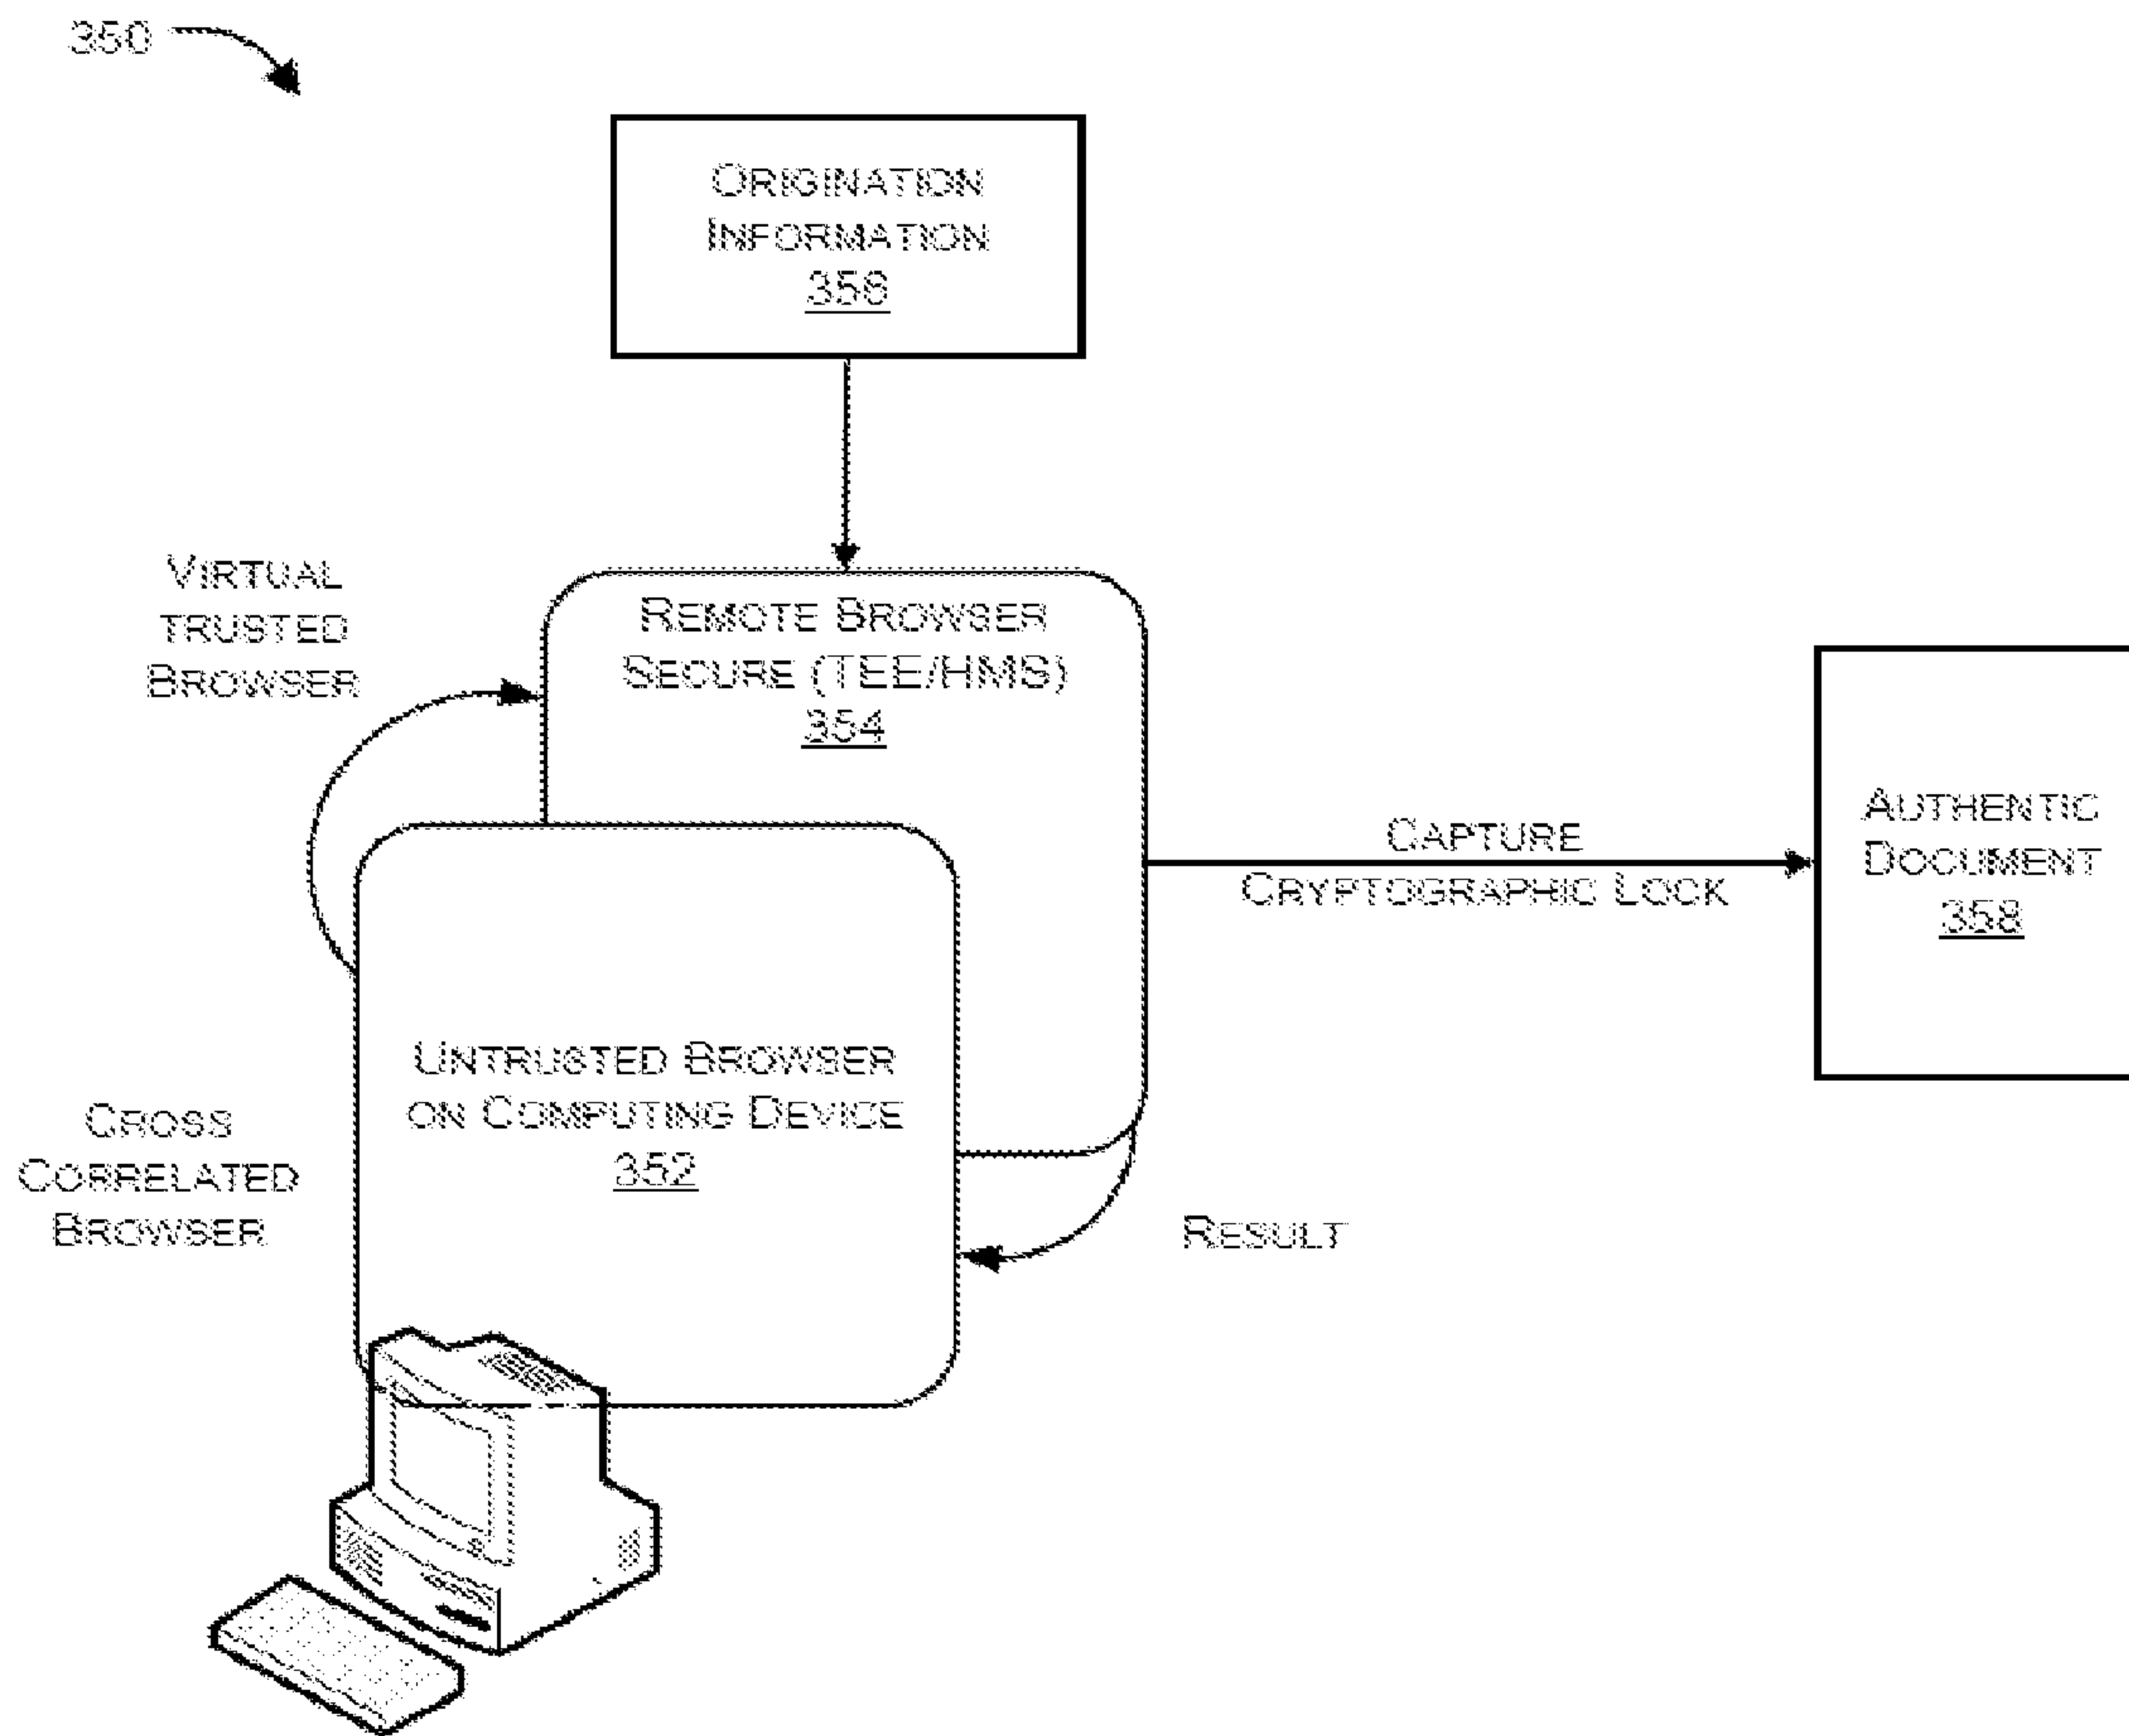 350
ORIGINATION
INFORMATION
356
VIRTUAL
TRUSTED
BROWSER
REMOTE BROWSER
SECURE (TEE/HMS)
354
CAPTURE
CRYPTOGRAPHIC LOCK
AUTHENTIC
DOCUMENT
358
UNTRUSTED BROWSER
ON COMPUTING DEVICE
352
CROSS
CORRELATED
BROWSER
RESULT